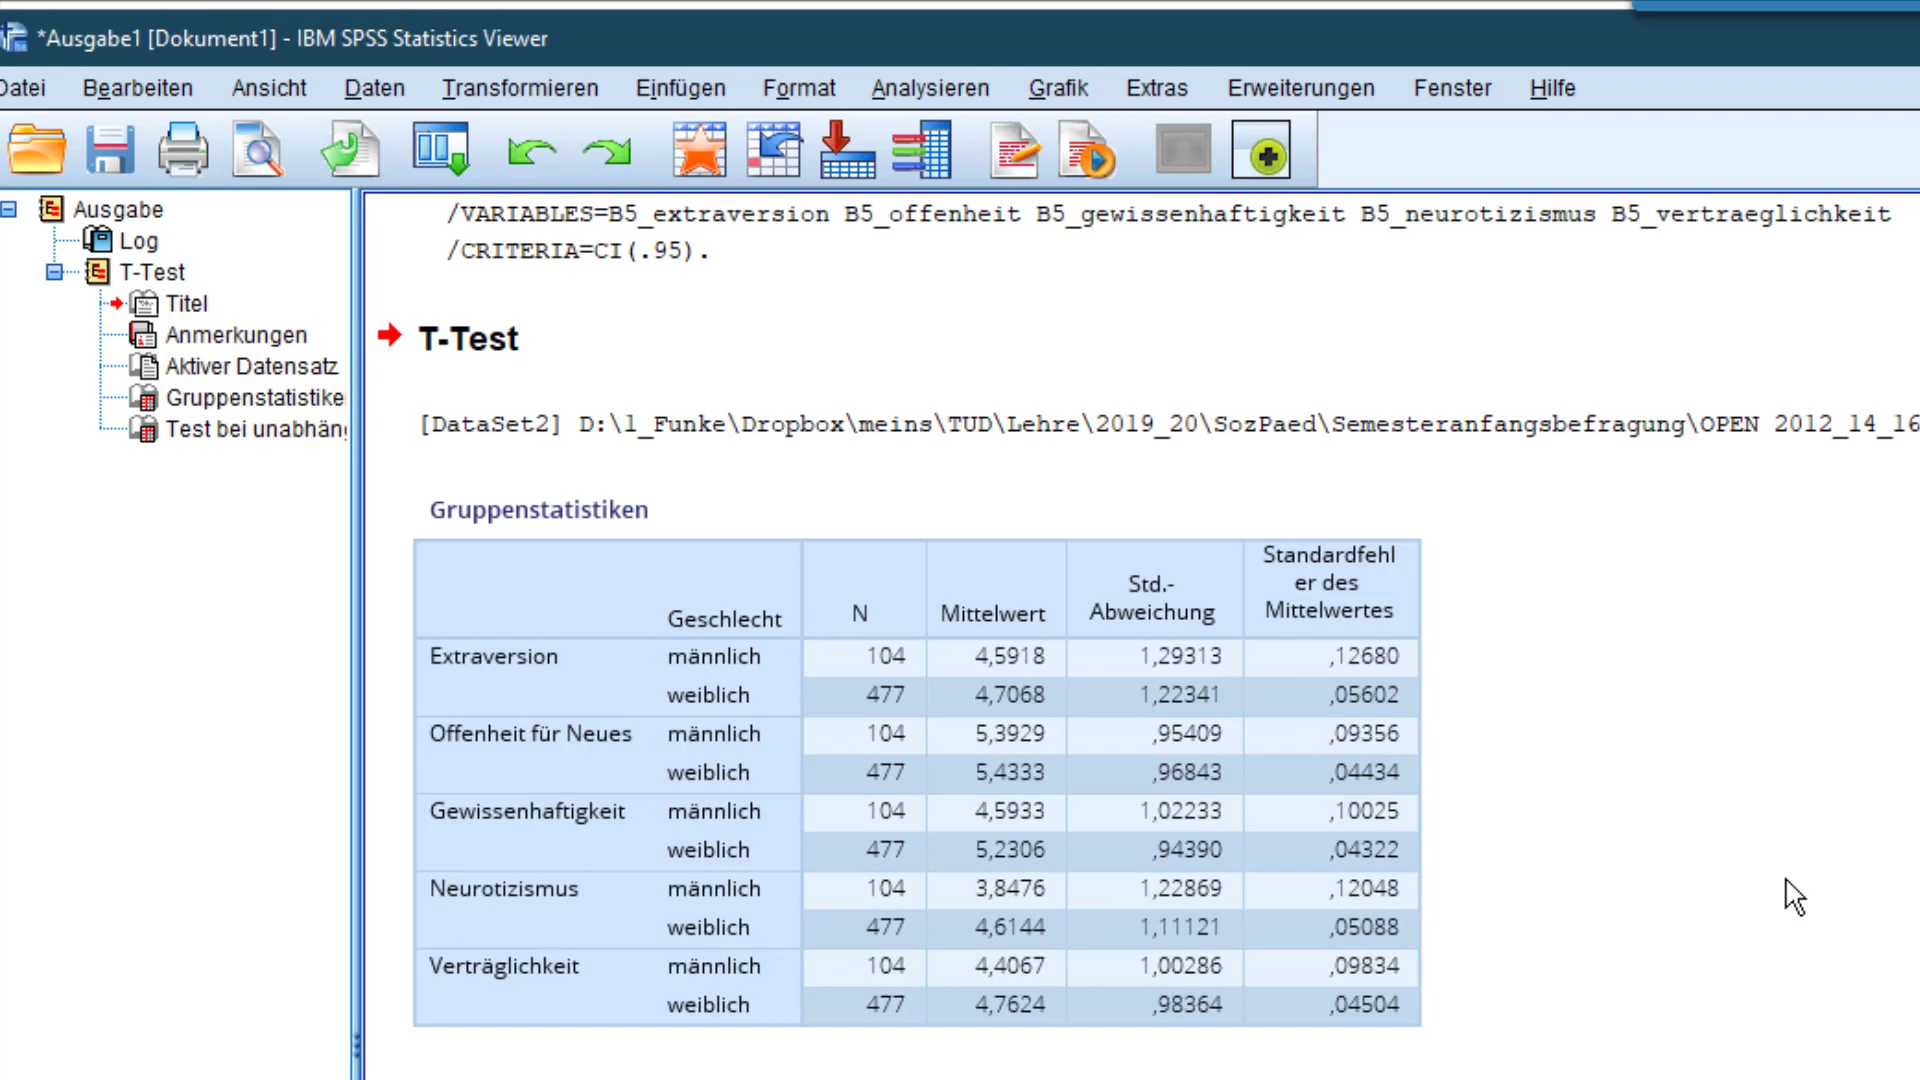 *Ausgabe1 [Dokument1] - IBM SPSS Statistics Viewer
Datei Bearbeiten Ansicht Daten Transformieren Einfügen Format Analysieren Grafik Extras Erweiterungen Fenster Hilfe
Ausgabe
Log
T-Test
Titel
Anmerkungen
Aktiver Datensatz
Gruppenstatistike
Test bei unabhäng
/VARIABLES=B5_extraversion B5_offenheit B5_gewissenhaftigkeit B5_neurotizismus B5_vertraeglichkeit
/CRITERIA=CI(.95).
T-Test
[DataSet2] D:\1_Funke\Dropbox\meins\TUD\Lehre\2019_20\SozPaed\Semesteranfangsbefragung\OPEN 2012_14_16
Gruppenstatistiken
Geschlecht N Mittelwert Std.-Abweichung Standardfehler des Mittelwertes
Extraversion männlich 104 4,5918 1,29313 ,12680
weiblich 477 4,7068 1,22341 ,05602
Offenheit für Neues männlich 104 5,3929 ,95409 ,09356
weiblich 477 5,4333 ,96843 ,04434
Gewissenhaftigkeit männlich 104 4,5933 1,02233 ,10025
weiblich 477 5,2306 ,94390 ,04322
Neurotizismus männlich 104 3,8476 1,22869 ,12048
weiblich 477 4,6144 1,11121 ,05088
Verträglichkeit männlich 104 4,4067 1,00286 ,09834
weiblich 477 4,7624 ,98364 ,04504